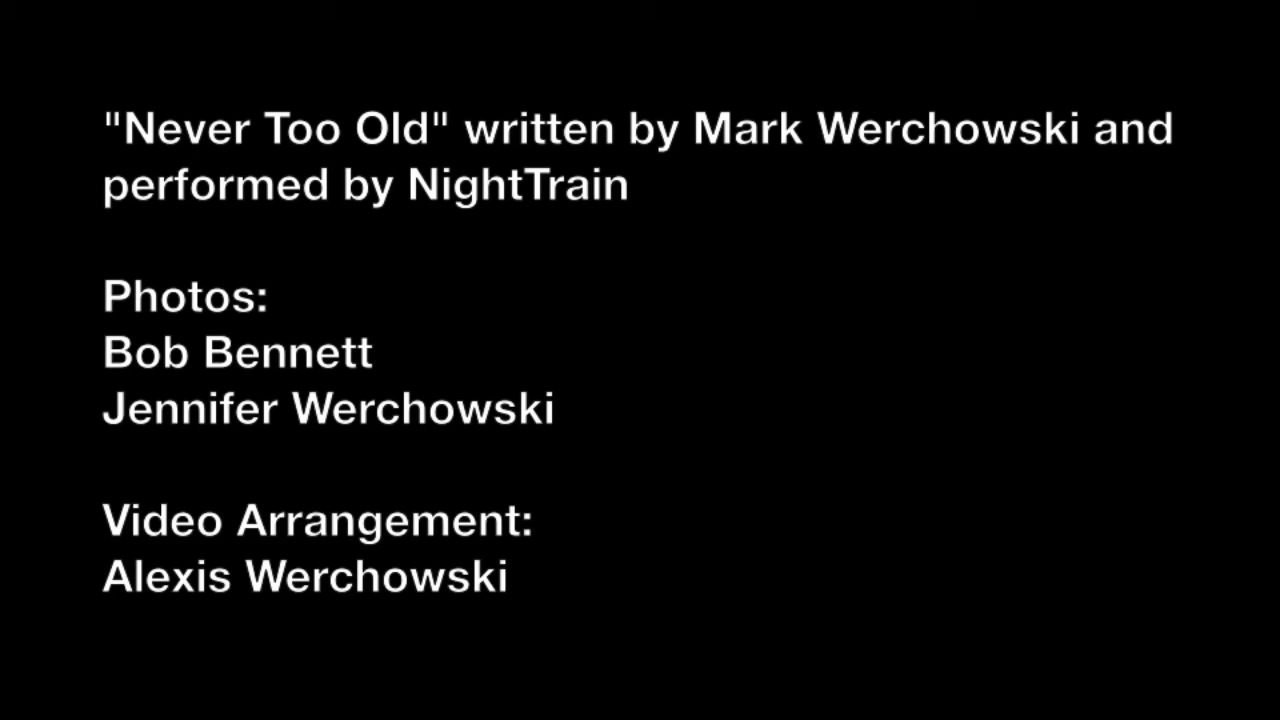 "Never Too Old" written by Mark Werchowski and
performed by NightTrain
Photos:
Bob Bennett
Jennifer Werchowski
Video Arrangement:
Alexis Werchowski